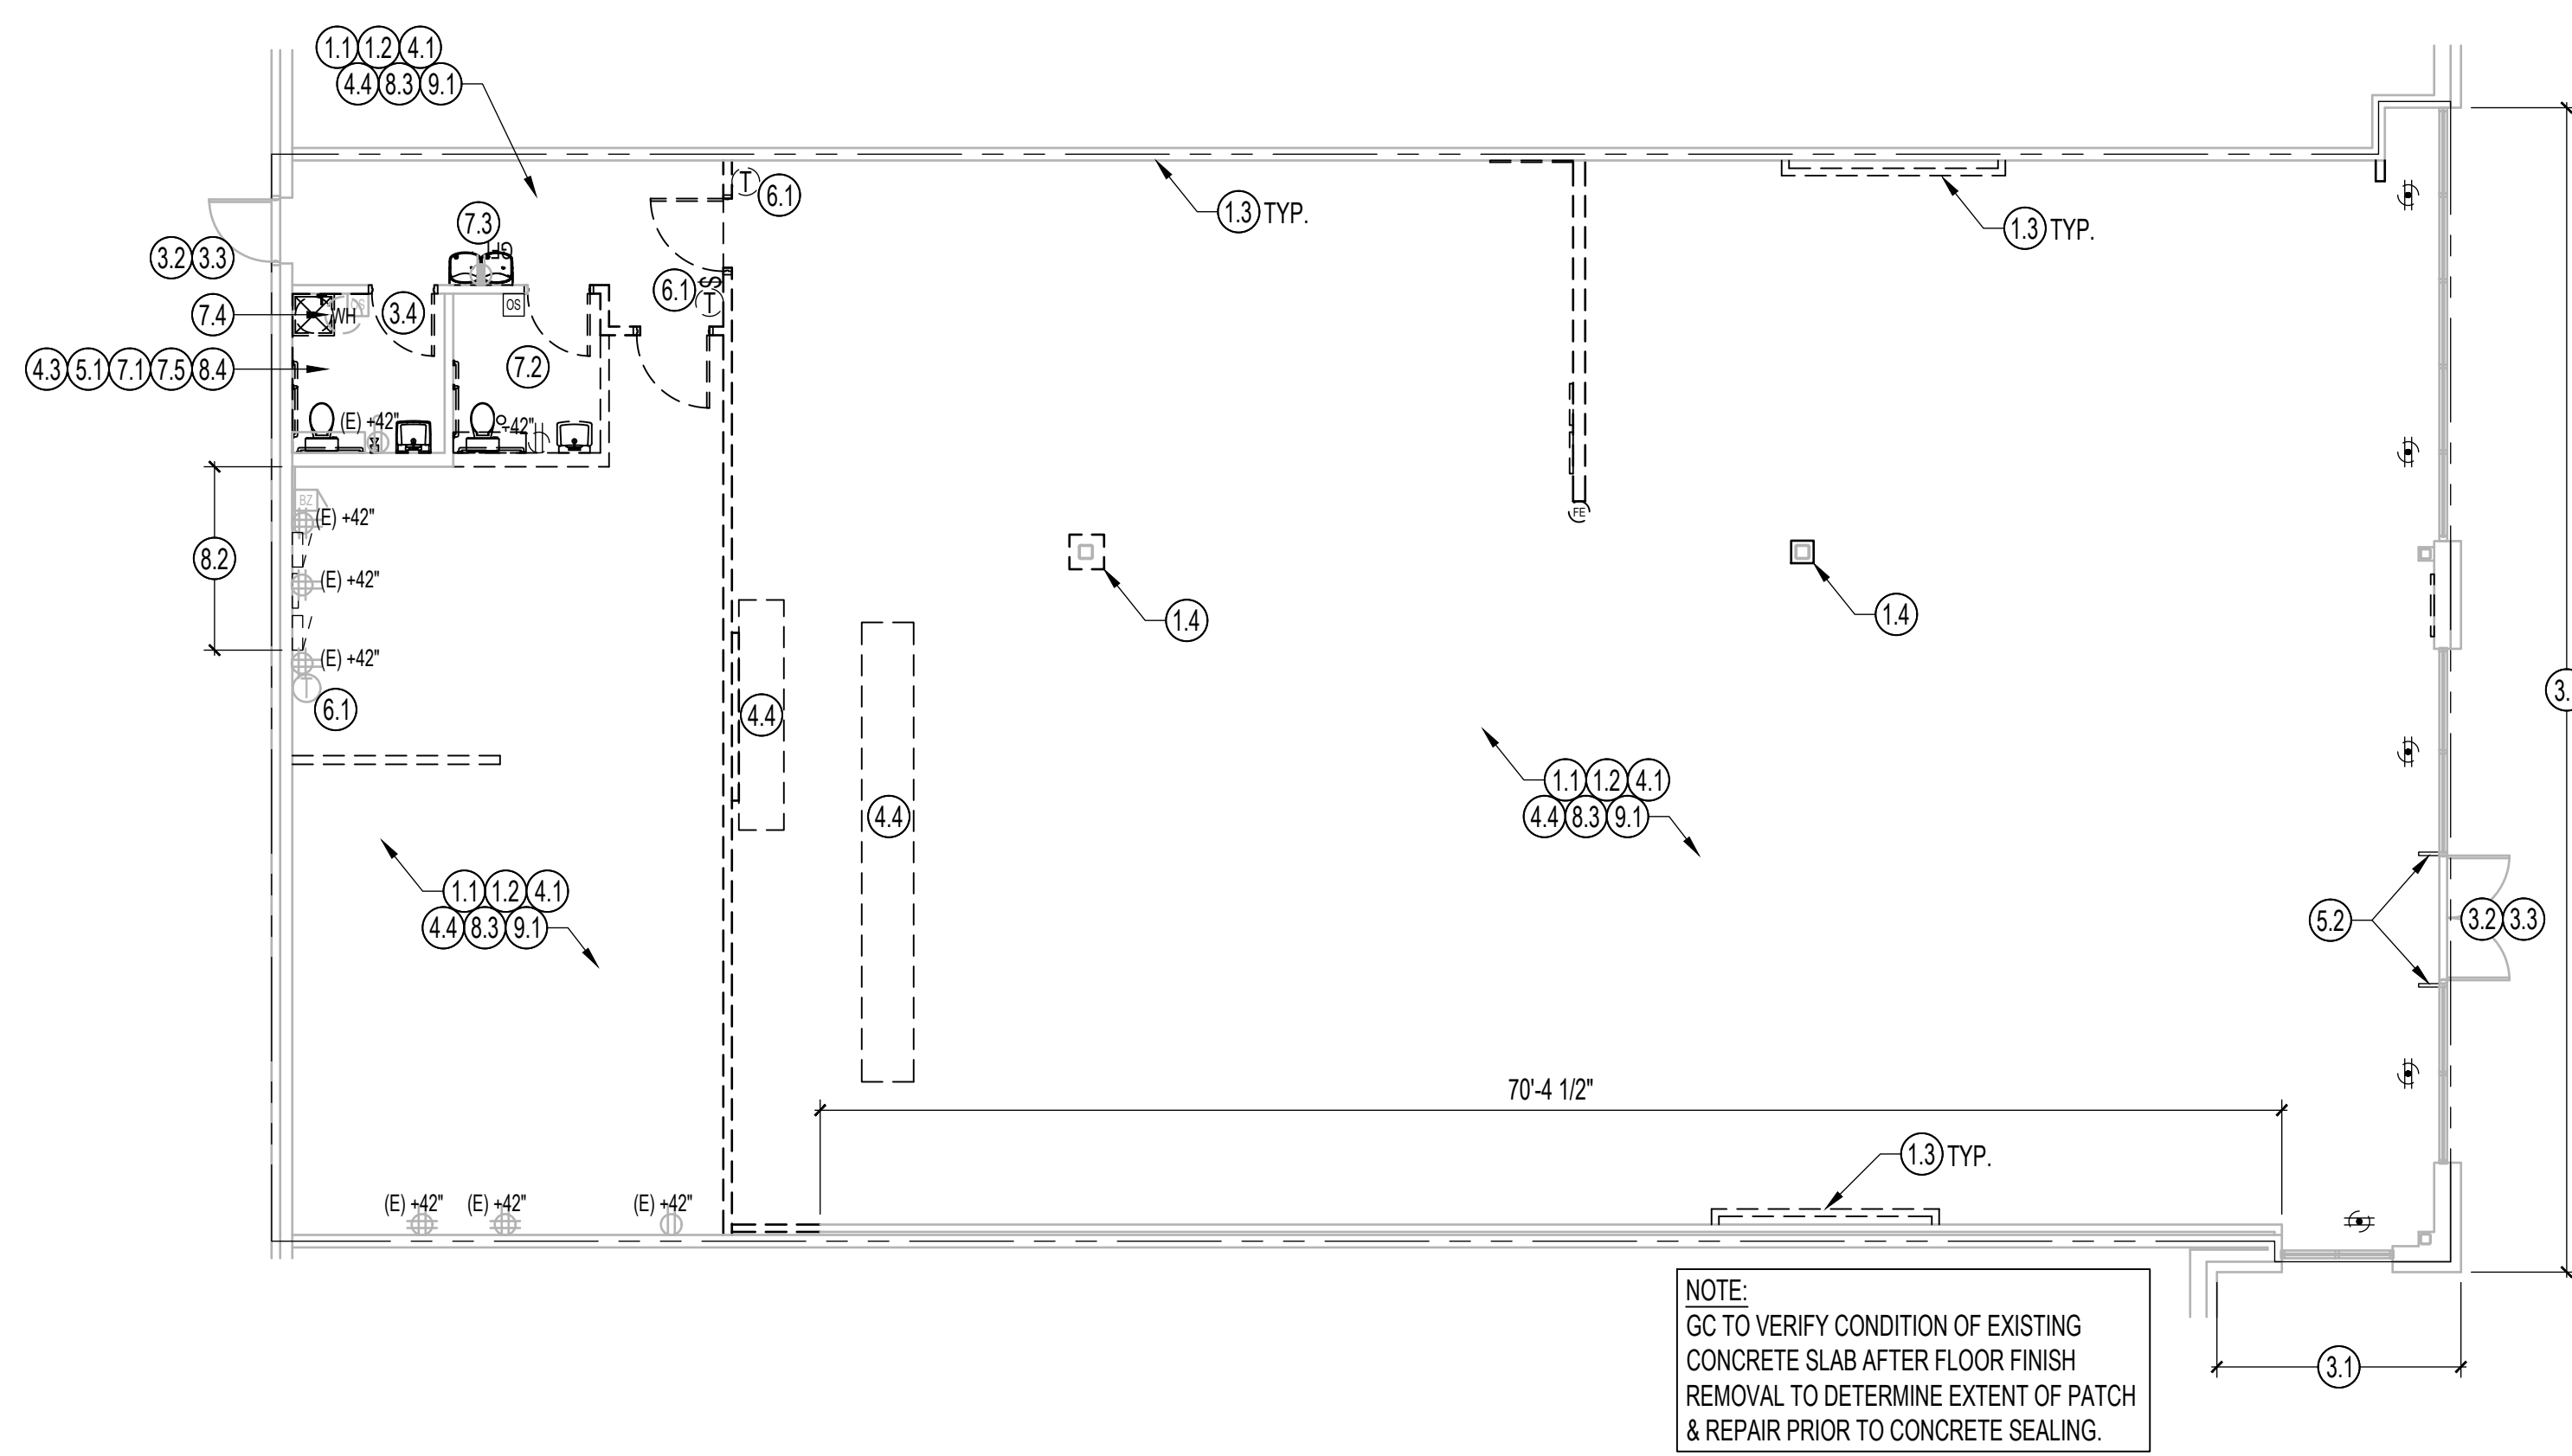 1.1 1.2 4.1
4.4 8.3 9.1
T 6.1
1.3 TYP.
1.3 TYP.
7.3
GFI
3.2 3.3
6.1 $
T
7.4
WH
OS
3.4
OS
4.3 5.1 7.1 7.5 8.4
7.2
(E) +42"
+42"
BZ
(E) +42"
FE
8.2
(E) +42"
1.4
1.4
(E) +42"
T
6.1
4.4
3.
1.1 1.2 4.1
4.4 8.3 9.1
4.4
1.1 1.2 4.1
4.4 8.3 9.1
5.2
3.2 3.3
70'-4 1/2"
1.3 TYP.
(E) +42"
(E) +42"
(E) +42"
NOTE:
GC TO VERIFY CONDITION OF EXISTING
CONCRETE SLAB AFTER FLOOR FINISH
REMOVAL TO DETERMINE EXTENT OF PATCH
& REPAIR PRIOR TO CONCRETE SEALING.
3.1